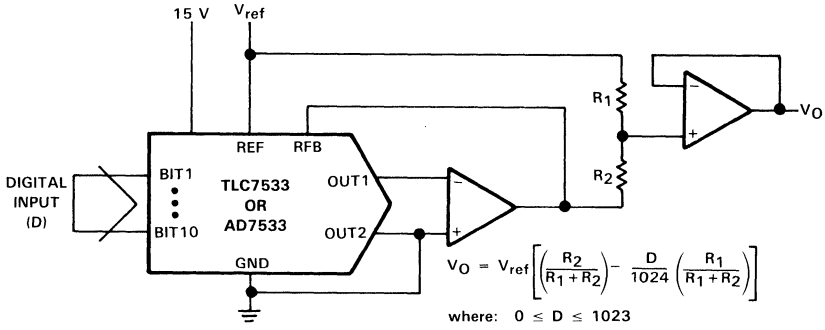 15 V
Vref
R1
R2
−
+
VO
REF
RFB
DIGITAL
INPUT
(D)
BIT1
BIT10
TLC7533
OR
AD7533
OUT1
OUT2
GND
−
+
VO = Vref[(R2/(R1 + R2)) − D/1024 (R1/(R1 + R2))]
where: 0 ≤ D ≤ 1023